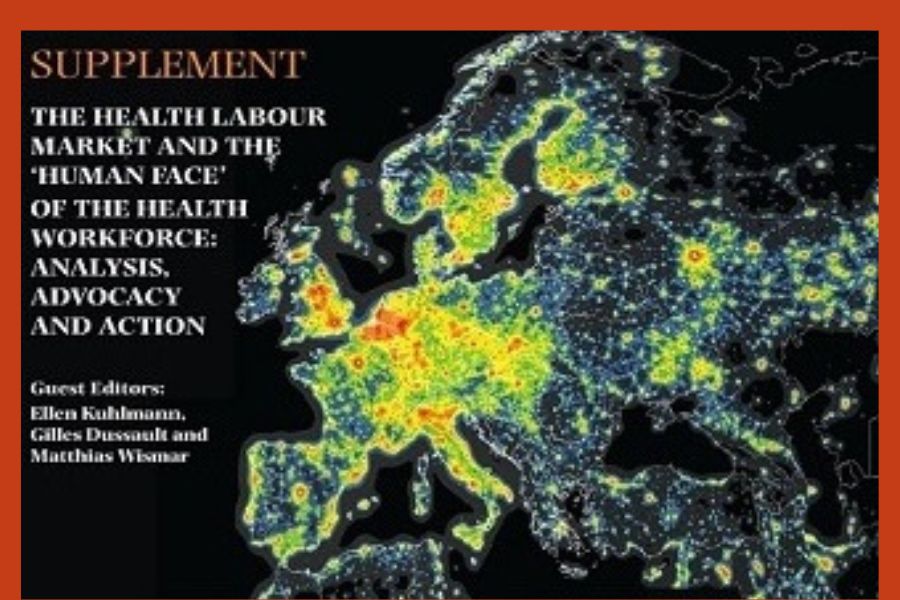 SUPPLEMENT
THE HEALTH LABOUR
MARKET AND THE
‘HUMAN FACE’
OF THE HEALTH
WORKFORCE:
ANALYSIS,
ADVOCACY
AND ACTION
Guest Editors:
Ellen Kuhlmann,
Gilles Dussault and
Matthias Wismar